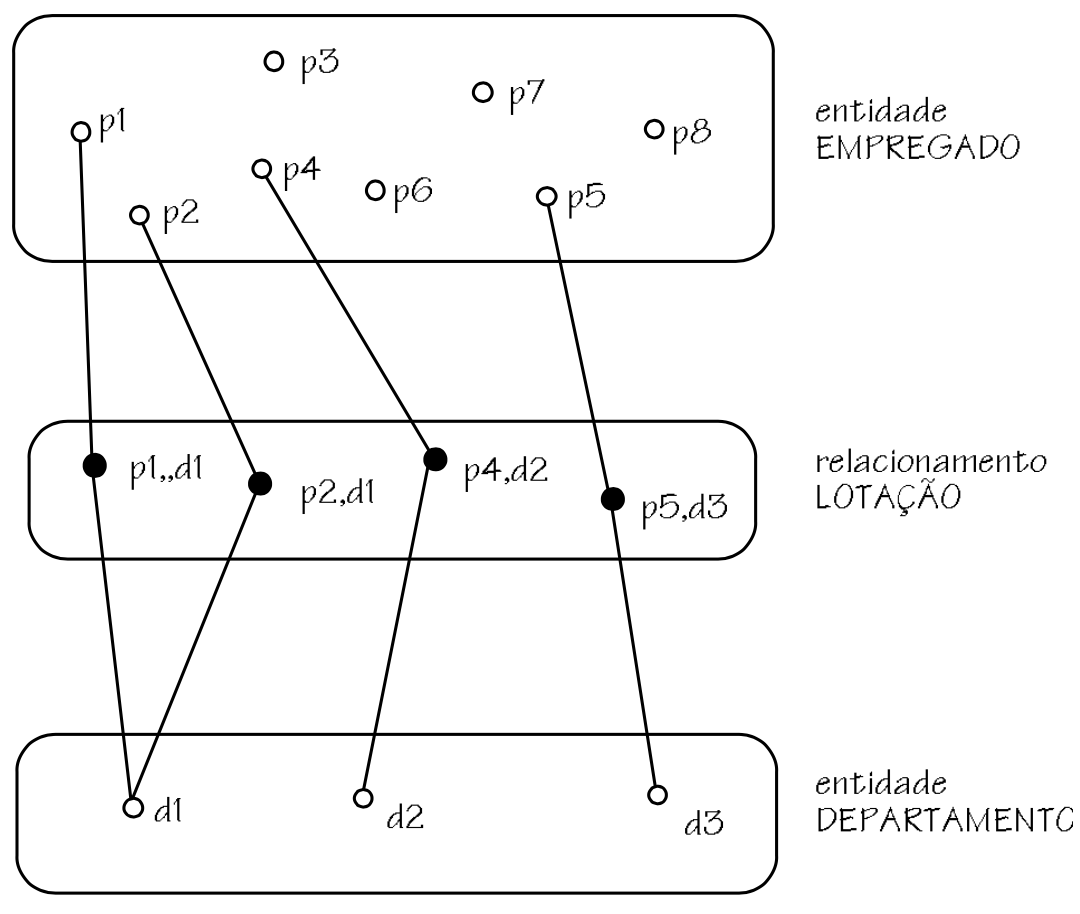 p3
p7
p1
p8
p4
p6
p5
p2
entidade
EMPREGADO
p1,,d1
p2,d1
p4,d2
p5,d3
relacionamento
LOTAÇÃO
d1
d2
d3
entidade
DEPARTAMENTO